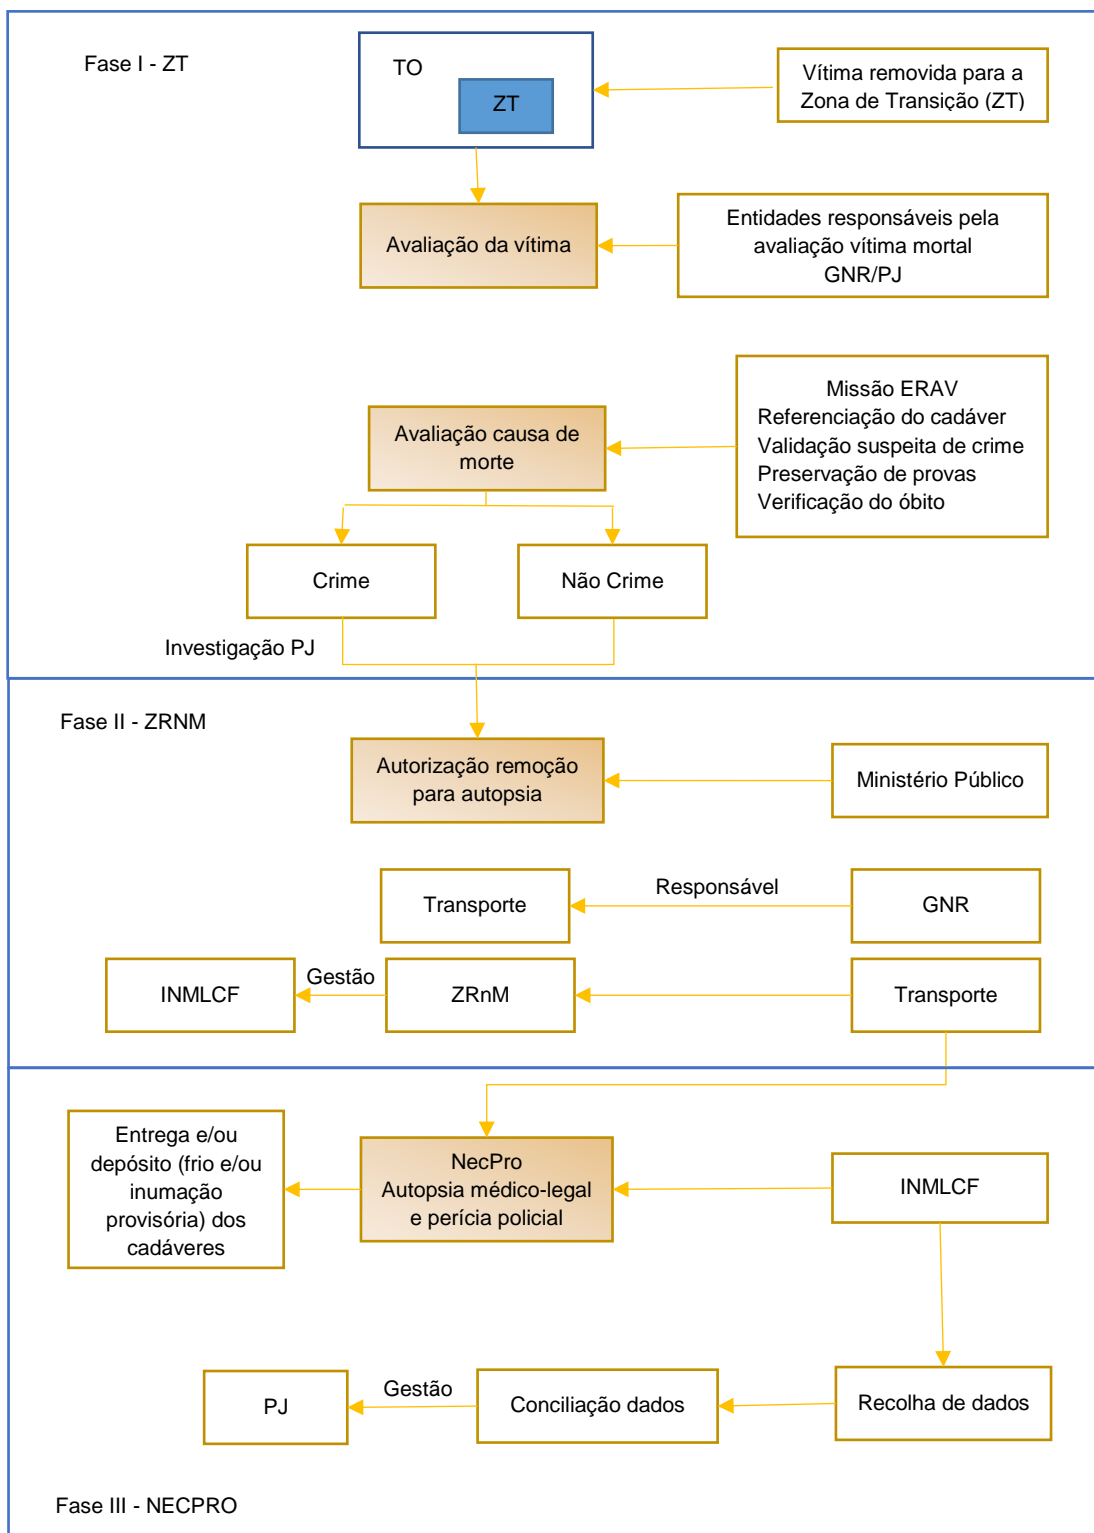 Fase I - ZT
TO
ZT
Vítima removida para a
Zona de Transição (ZT)
Avaliação da vítima
Entidades responsáveis pela
avaliação vítima mortal
GNR/PJ
Avaliação causa de
morte
Missão ERAV
Referenciação do cadáver
Validação suspeita de crime
Preservação de provas
Verificação do óbito
Crime
Não Crime
Investigação PJ
Fase II - ZRNM
Autorização remoção
para autopsia
Ministério Público
Transporte
Responsável
GNR
INMLCF
Gestão
ZRnM
Transporte
Entrega e/ou
depósito (frio e/ou
inumação
provisória) dos
cadáveres
NecPro
Autopsia médico-legal
e perícia policial
INMLCF
PJ
Gestão
Conciliação dados
Recolha de dados
Fase III - NECPRO